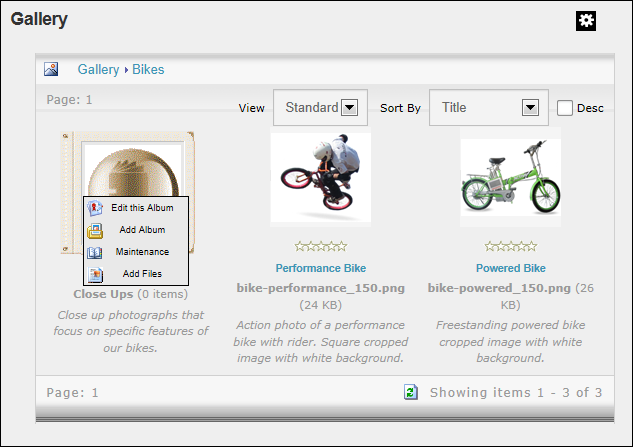 Gallery
Gallery Bikes
Page: 1
View Standard Sort By Title Desc
Edit this Album
Add Album
Maintenance
Add Files
Close Ups (0 items)
Close up photographs that
focus on specific features of
our bikes.
Performance Bike
bike-performance_150.png
(24 KB)
Action photo of a performance
bike with rider. Square cropped
image with white background.
Powered Bike
bike-powered_150.png (26
KB)
Freestanding powered bike
cropped image with white
background.
Page: 1
Showing items 1 - 3 of 3